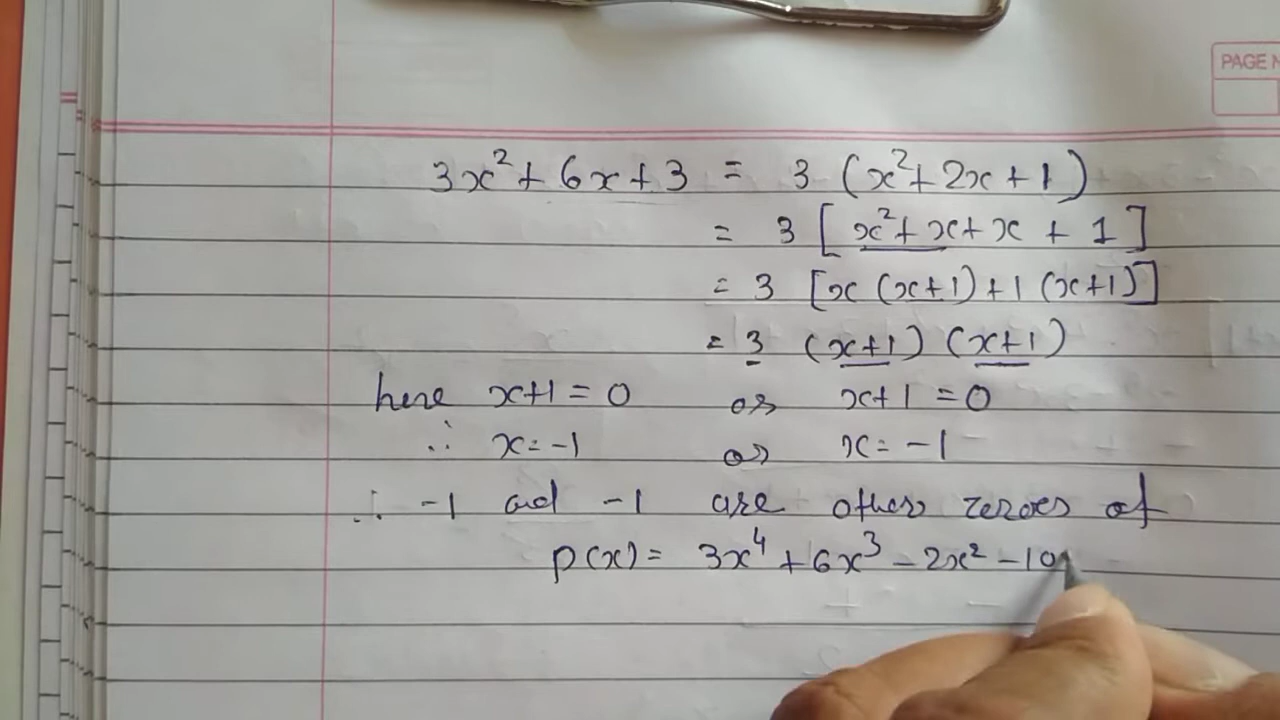 PAGE N
3x² + 6x + 3 = 3 (x² + 2x + 1)
= 3 [x² + x + x + 1]
= 3 [x (x+1) + 1 (x+1)]
= 3 (x+1) (x+1)
here x+1 = 0 or x+1 = 0
∴ x = -1 or x = -1
∴ -1 and -1 are other zeroes of
p(x) = 3x⁴ + 6x³ - 2x² - 10